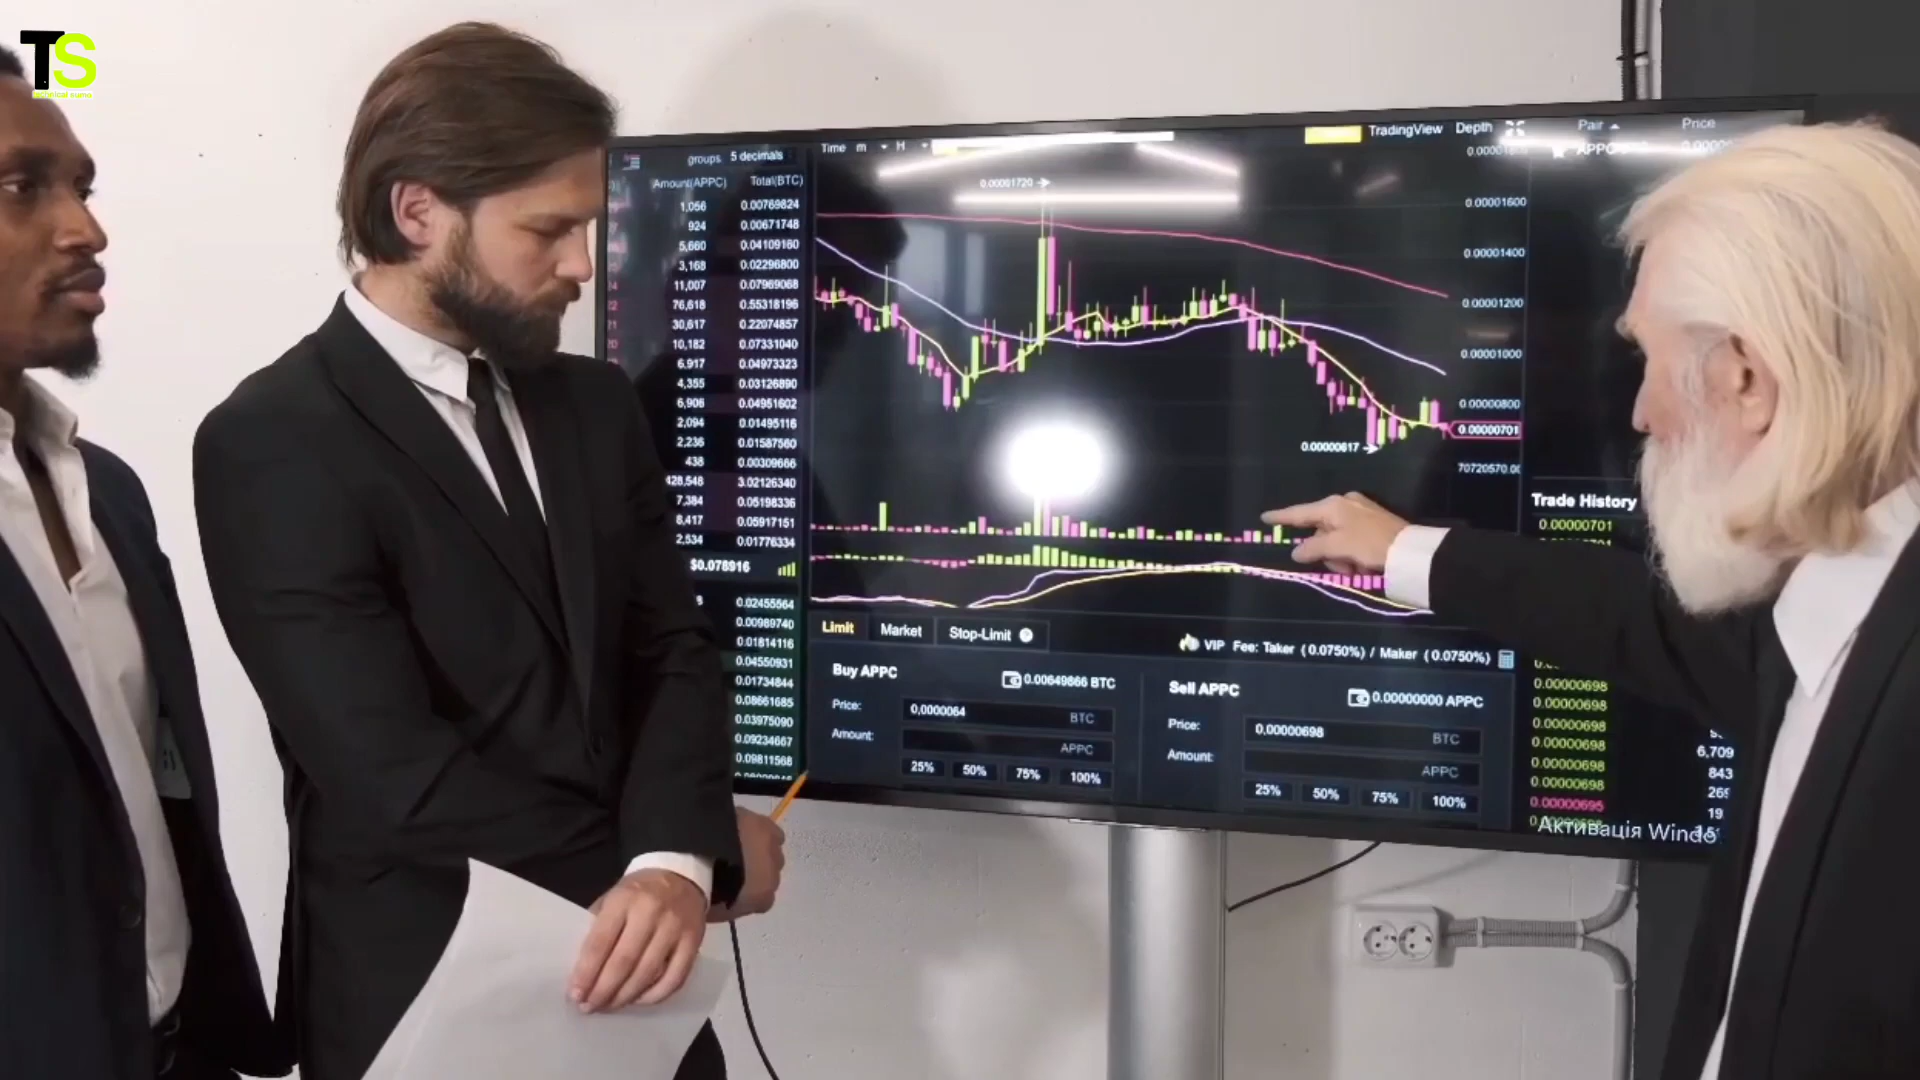 TS
technical suma
groups 5 decimals
Amount(APPC) Total(BTC)
1,056 0.00769824
924 0.00671748
5,660 0.04109160
3,168 0.02296800
11,007 0.07969068
76,618 0.55318196
30,617 0.22074857
10,182 0.07331040
6,917 0.04973323
4,355 0.03126890
6,906 0.04951602
2,094 0.01495116
2,236 0.01587560
438 0.00309666
428,548 3.02126340
7,384 0.05198336
8,417 0.05917151
2,534 0.01776334
$0.078916
0.02455564
0.00989740
0.01814116
0.04550931
0.01734844
0.08661685
0.03975090
0.09234667
0.09811568
Time m H
TradingView Depth
0.00001720
0.00001600
0.00001400
0.00001200
0.00001000
0.00000800
0.00000701
0.00000617
70720570.00
Pair Price
APPC
Trade History
0.00000701
0.00000698
0.00000698
0.00000698
0.00000698
0.00000698 6,709
0.00000698 843
0.00000695 19
Limit Market Stop-Limit
VIP Fee: Taker (0.0750%) / Maker (0.0750%)
Buy APPC 0.00649866 BTC
Price: 0,0000064 BTC
Amount: APPC
25% 50% 75% 100%
Sell APPC 0.00000000 APPC
Price: 0.00000698 BTC
Amount: APPC
25% 50% 75% 100%
Активація Windo